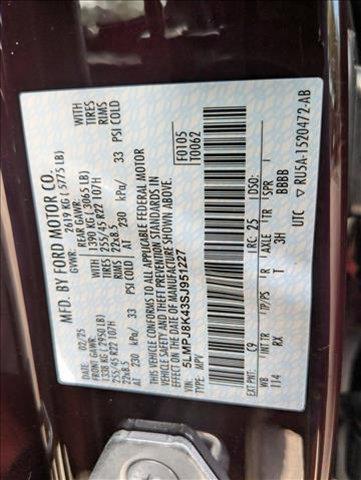 MFD. BY FORD MOTOR CO.
DATE: 02/25 GVWR: 2619 KG ( 5775 LB)
FRONT GAWR: REAR GAWR: WITH
1338 KG ( 2950 LB) 1390 KG ( 3065 LB) TIRES
255/45 R22 107H 255/45 R22 107H RIMS
22x8.5 22x8.5
AT 230 kPa/ 33 PSI COLD AT 230 kPa/ 33 PSI COLD
THIS VEHICLE CONFORMS TO ALL APPLICABLE FEDERAL MOTOR
VEHICLE SAFETY AND THEFT PREVENTION STANDARDS IN EFFECT ON THE
DATE OF MANUFACTURE SHOWN ABOVE.
VIN: 5LMPJ8K43SJ951227 F0105
TYPE: MPV T0062
EXT PNT: C9 RC: 25 DSO:
WB BRK INT TR TP/PS R AXLE TR SPR
114 RX T 3H BBBB
UTC ▽ RU5A-1520472-AB